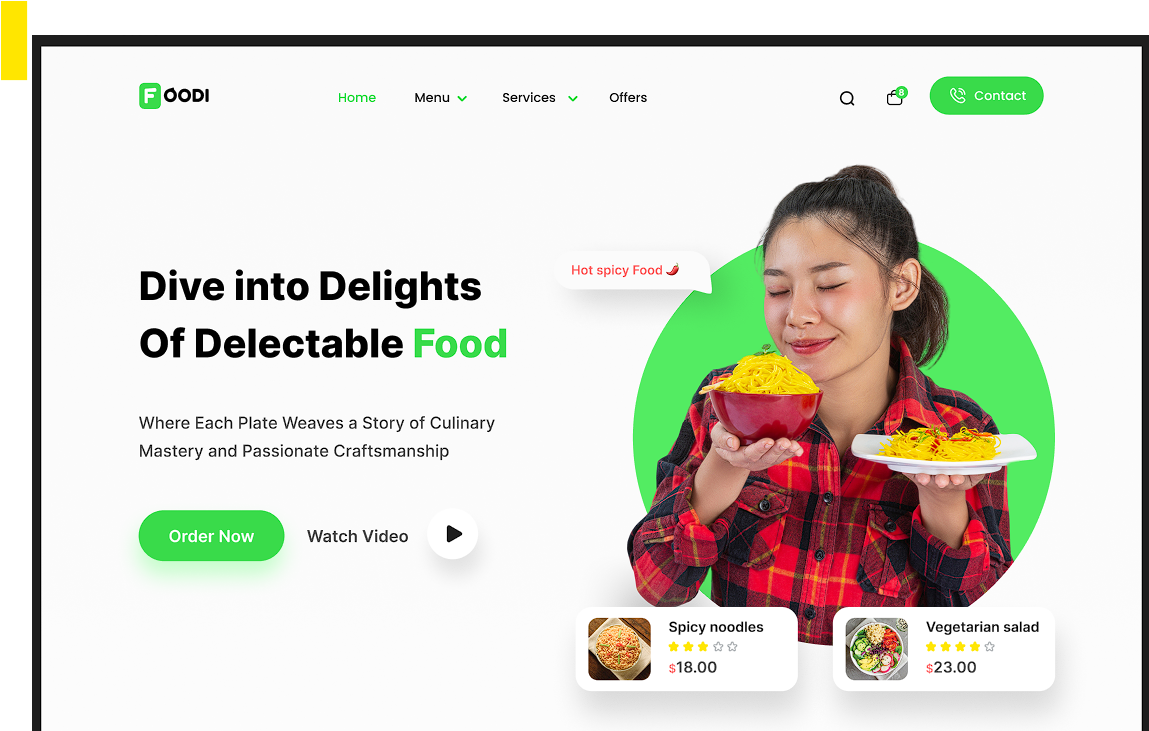 FOODI
Home
Menu
Services
Offers
8
Contact
Hot spicy Food
Dive into Delights
Of Delectable Food
Where Each Plate Weaves a Story of Culinary
Mastery and Passionate Craftsmanship
Order Now
Watch Video
Spicy noodles
$18.00
Vegetarian salad
$23.00